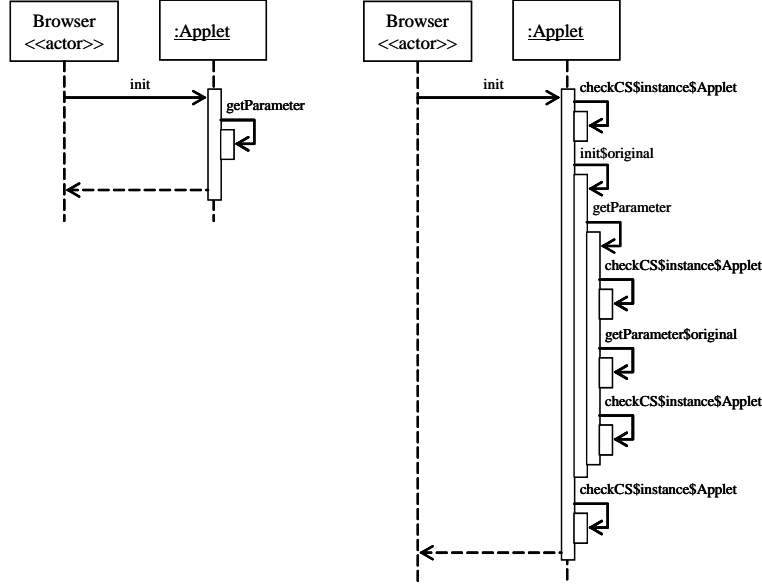 Browser
<<actor>>
:Applet
init
getParameter
Browser
<<actor>>
:Applet
init
checkCS$instance$Applet
init$original
getParameter
checkCS$instance$Applet
getParameter$original
checkCS$instance$Applet
checkCS$instance$Applet